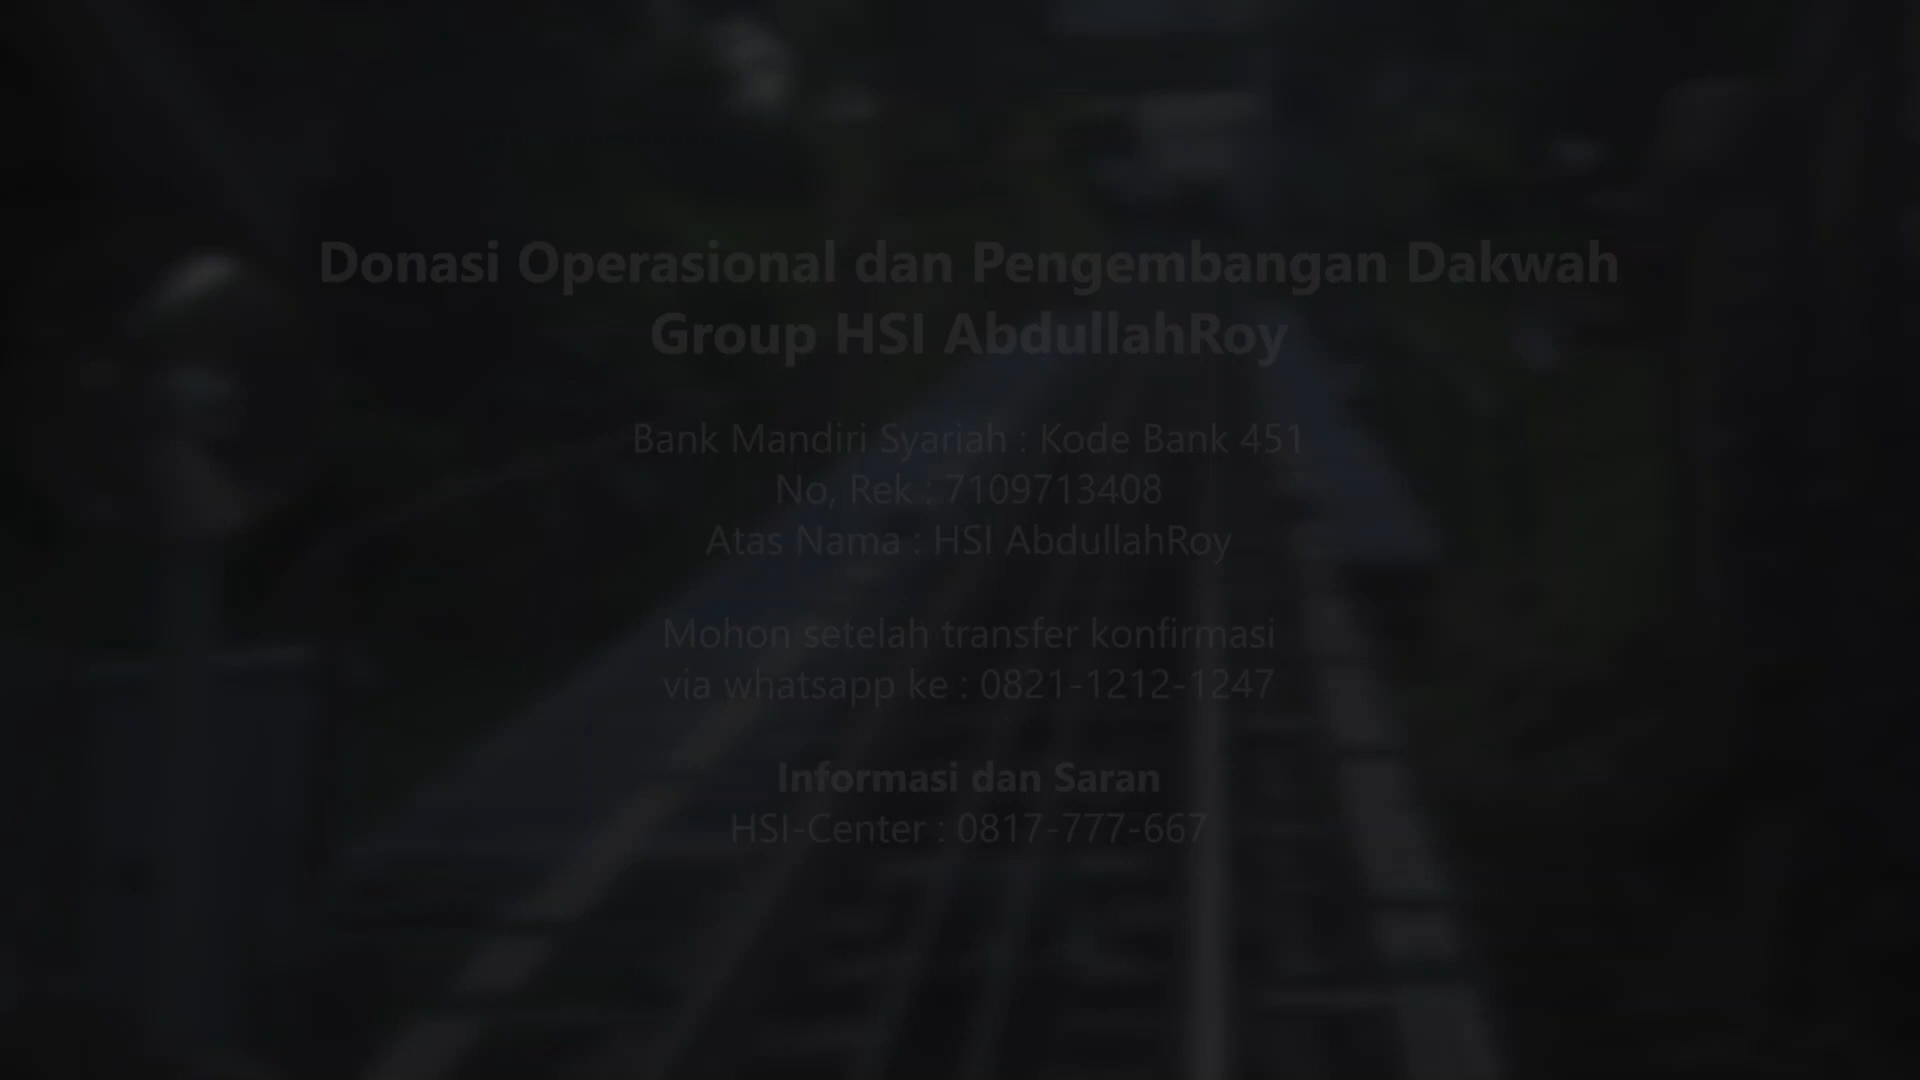 Donasi Operasional dan Pengembangan Dakwah
Group HSI AbdullahRoy
Bank Mandiri Syariah : Kode Bank 451
No, Rek : 7109713408
Atas Nama : HSI AbdullahRoy
Mohon setelah transfer konfirmasi
via whatsapp ke : 0821-1212-1247
Informasi dan Saran
HSI-Center : 0817-777-667